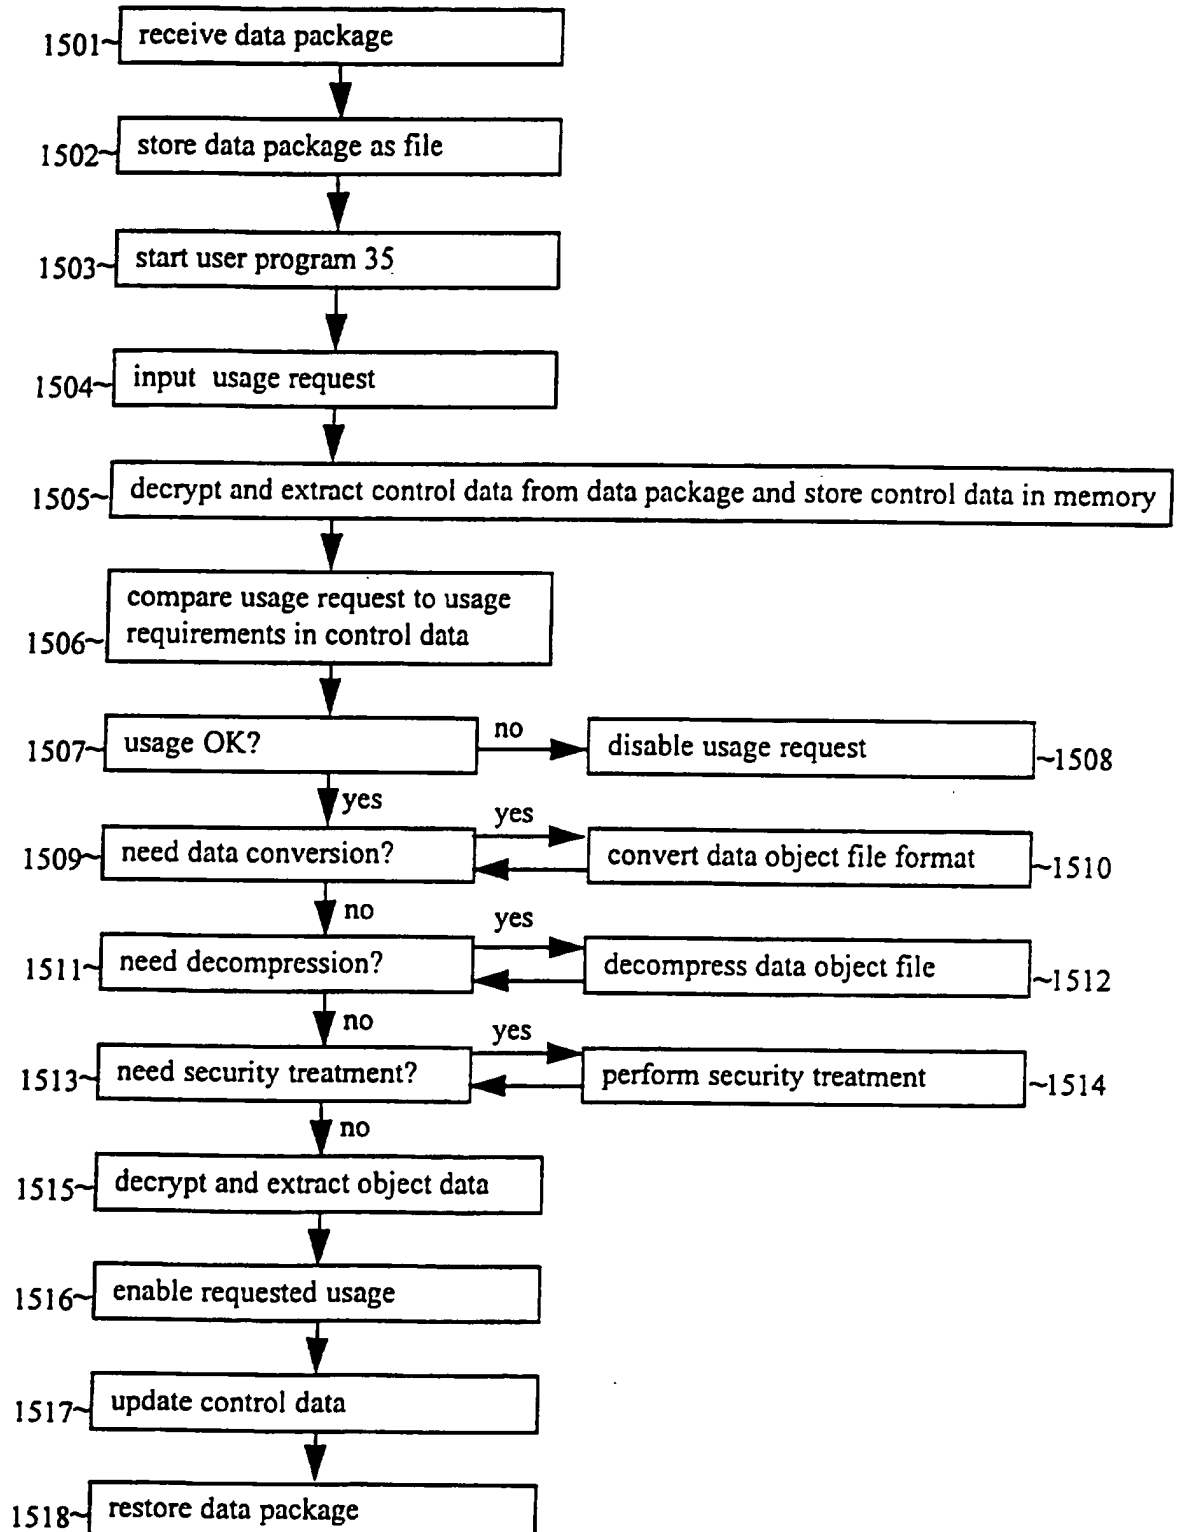 1501~ receive data package
1502~ store data package as file
1503~ start user program 35
1504~ input usage request
1505~ decrypt and extract control data from data package and store control data in memory
compare usage request to usage
1506~ requirements in control data
1507~ usage OK? no disable usage request ~1508
yes
yes
1509~ need data conversion? convert data object file format ~1510
no
yes
1511~ need decompression? decompress data object file ~1512
no
yes
1513~ need security treatment? perform security treatment ~1514
no
1515~ decrypt and extract object data
1516~ enable requested usage
1517~ update control data
1518~ restore data package